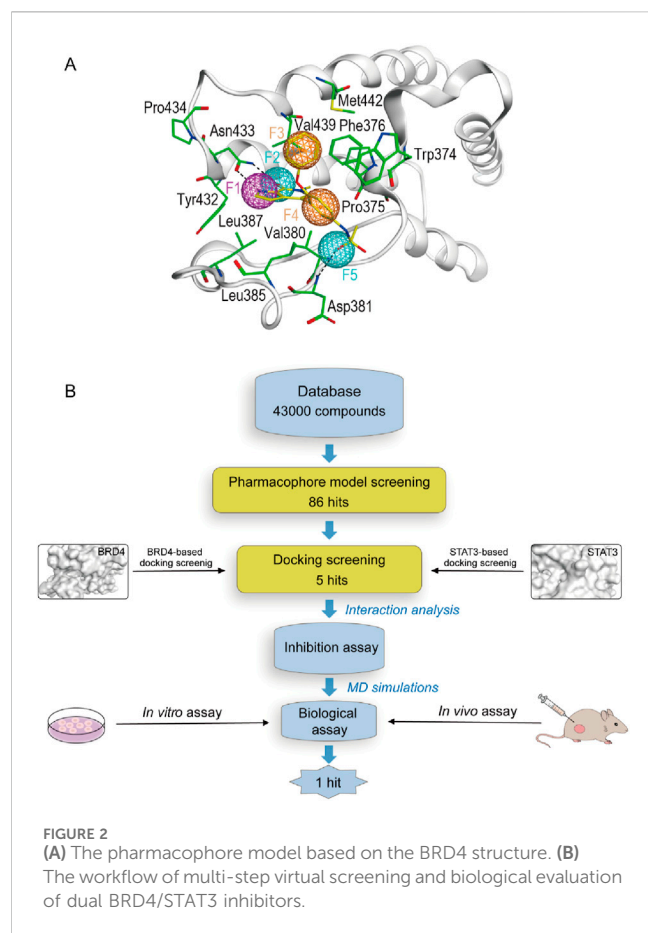 A
Met442
Pro434
Val439 Phe376
Asn433
F3
Trp374
F2
F1
Tyr432
Pro375
F4
Leu387
Val380
F5
Leu385
Asp381
B
Database
43000 compounds
Pharmacophore model screening
86 hits
BRD4
BRD4-based
docking screenig
Docking screening
5 hits
STAT3-based
docking screenig
STAT3
Interaction analysis
Inhibition assay
MD simulations
In vitro assay
Biological
assay
In vivo assay
1 hit
FIGURE 2
(A) The pharmacophore model based on the BRD4 structure. (B)
The workflow of multi-step virtual screening and biological evaluation
of dual BRD4/STAT3 inhibitors.